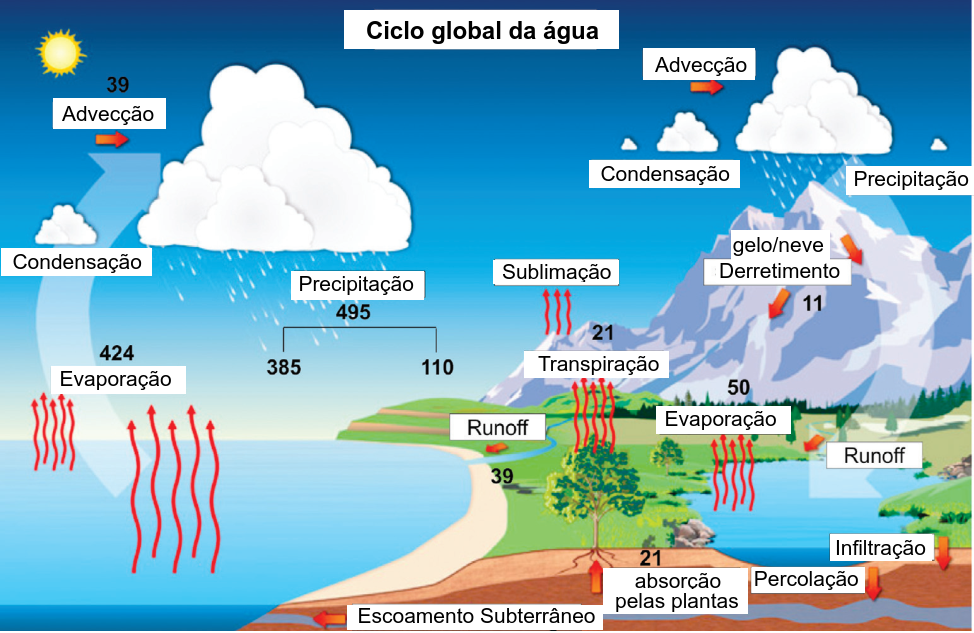 Ciclo global da água
39
Advecção
Advecção
Condensação
Precipitação
Condensação
gelo/neve
Derretimento
11
Sublimação
Precipitação
495
385
110
21
Transpiração
424
Evaporação
50
Evaporação
Runoff
39
Runoff
Infiltração
21
absorção
pelas plantas
Percolação
Escoamento Subterrâneo